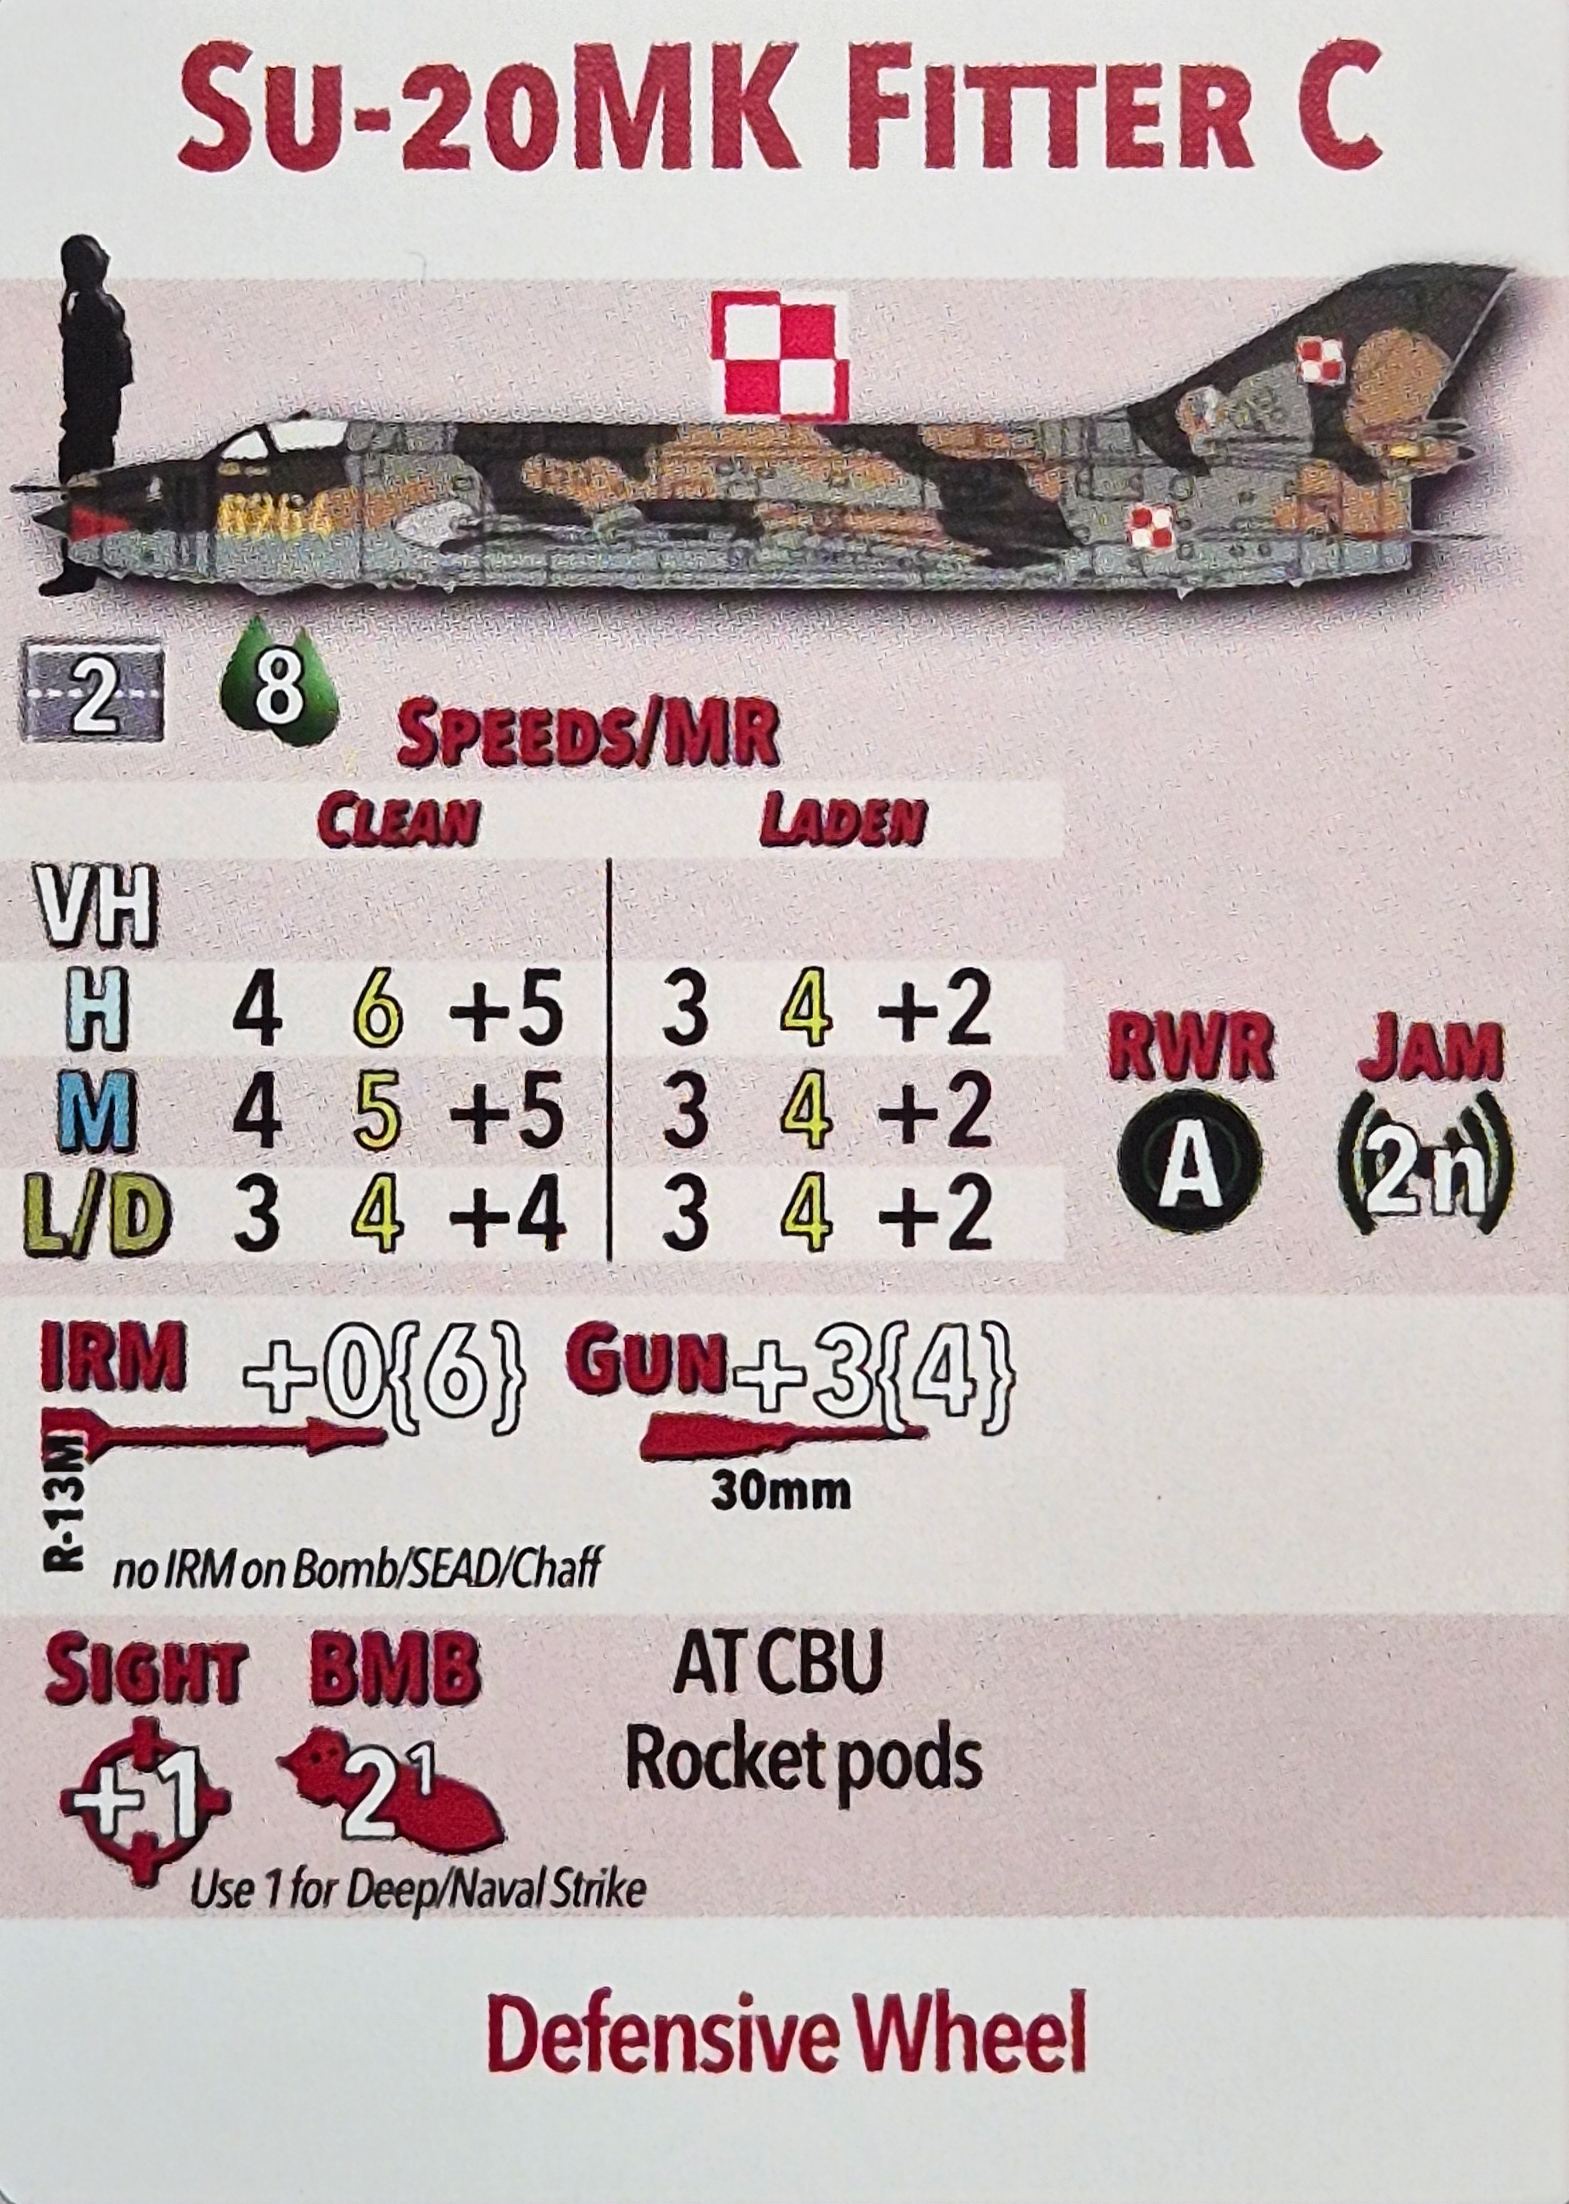 SU-20MK FITTER C
2 8
SPEEDS/MR
CLEAN LADEN
VH
H 4 6 +5 3 4 +2
M 4 5 +5 3 4 +2
L/D 3 4 +4 3 4 +2
RWR JAM
A 2n
IRM +0{6} GUN +3{4}
R-13M
30mm
no IRM on Bomb/SEAD/Chaff
SIGHT BMB AT CBU
+1 2¹ Rocket pods
Use 1 for Deep/Naval Strike
Defensive Wheel